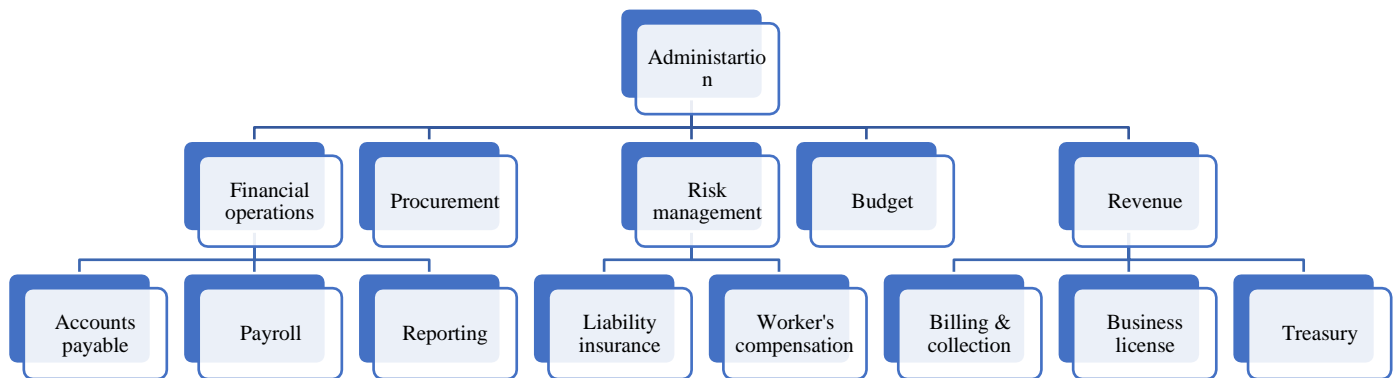 Administartio
n
Financial
operations
Procurement
Risk
management
Budget
Revenue
Accounts
payable
Payroll
Reporting
Liability
insurance
Worker's
compensation
Billing &
collection
Business
license
Treasury